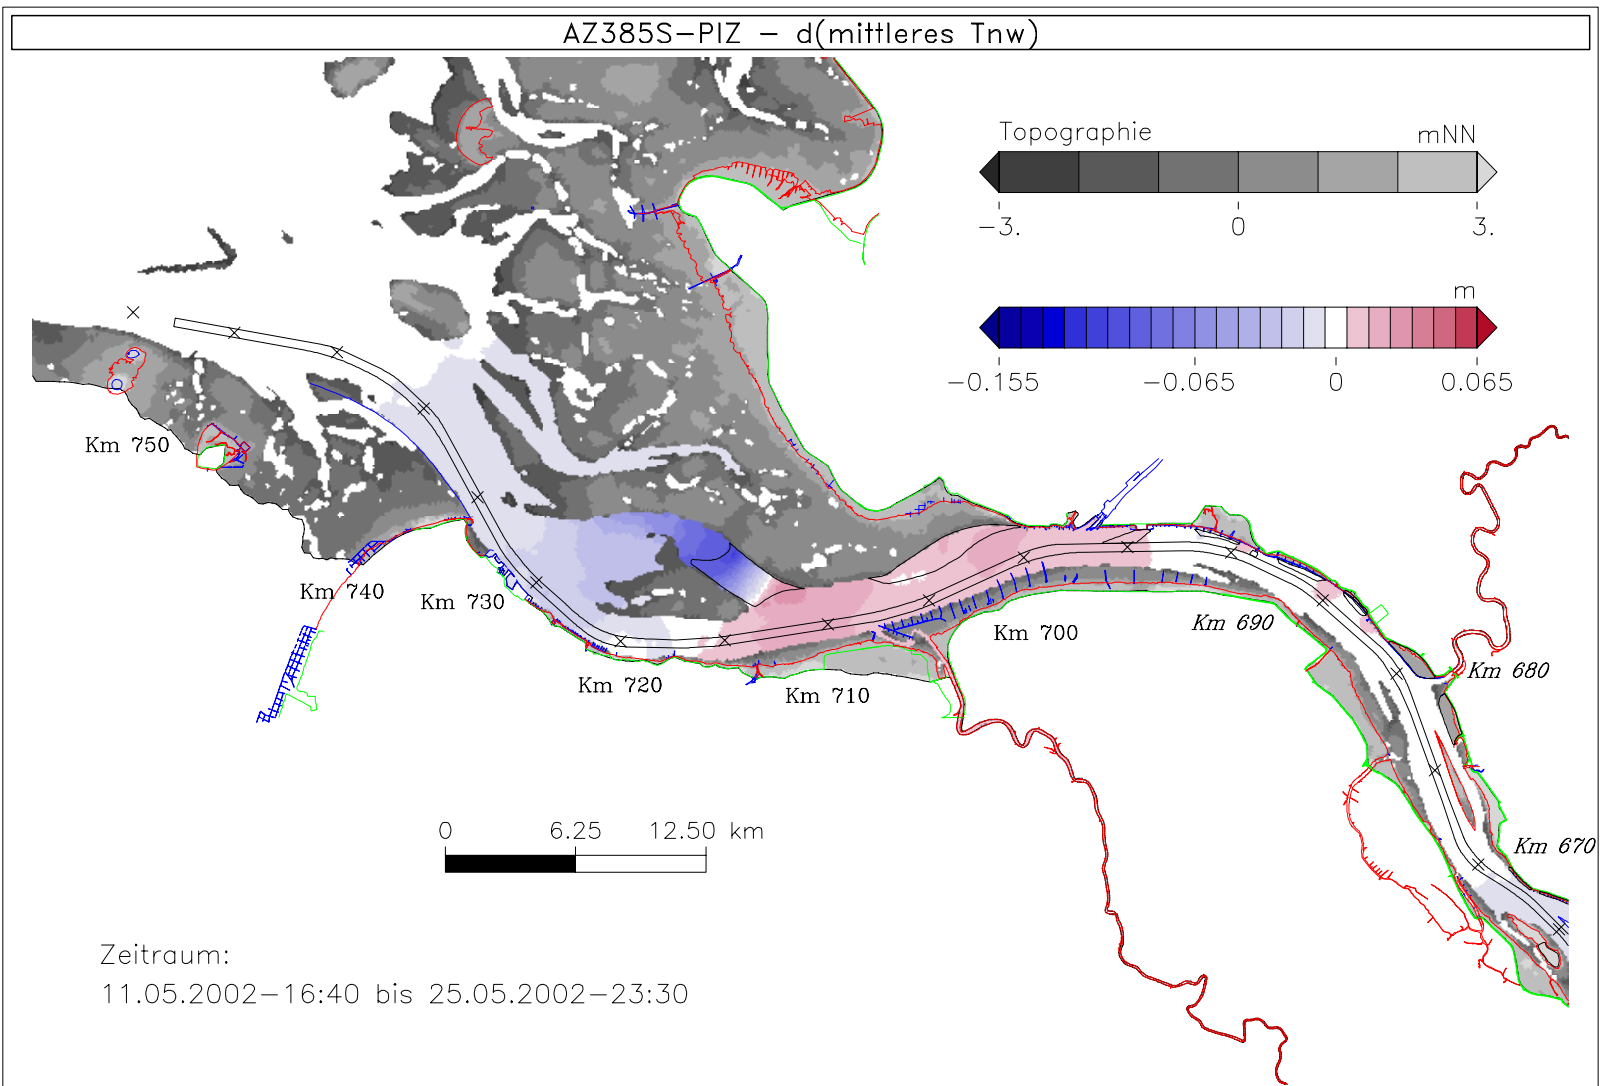 AZ385S-PIZ - d(mittleres Tnw)
Topographie mNN
-3. 0 3.
m
-0.155 -0.065 0 0.065
Km 750
Km 740
Km 730
Km 720
Km 710
Km 700
Km 690
Km 680
Km 670
0 6.25 12.50 km
Zeitraum:
11.05.2002-16:40 bis 25.05.2002-23:30